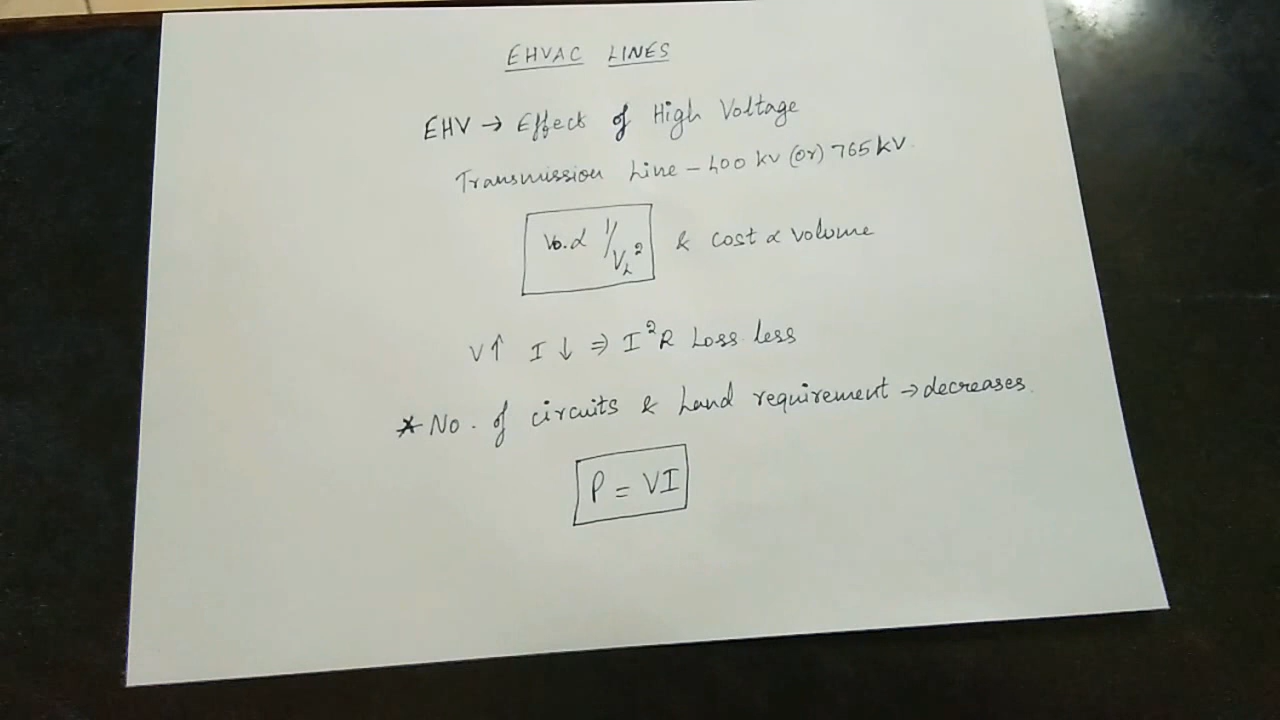 EHVAC LINES
EHV → Effect of High Voltage
Transmission Line – 400 kv (or) 765 kV
Vo. ∝ 1/V_L² & cost ∝ volume
V↑ I↓ ⇒ I²R Loss less
* No. of circuits & Land requirement → decreases.
P = VI